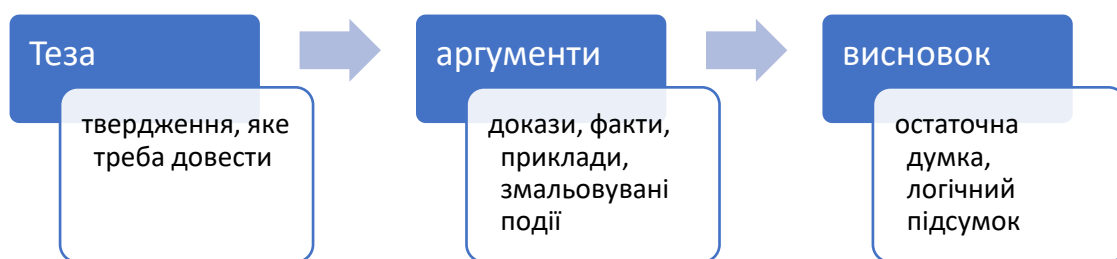 Теза
твердження, яке
треба довести
аргументи
докази, факти,
приклади,
змальовувані
події
висновок
остаточна
думка,
логічний
підсумок